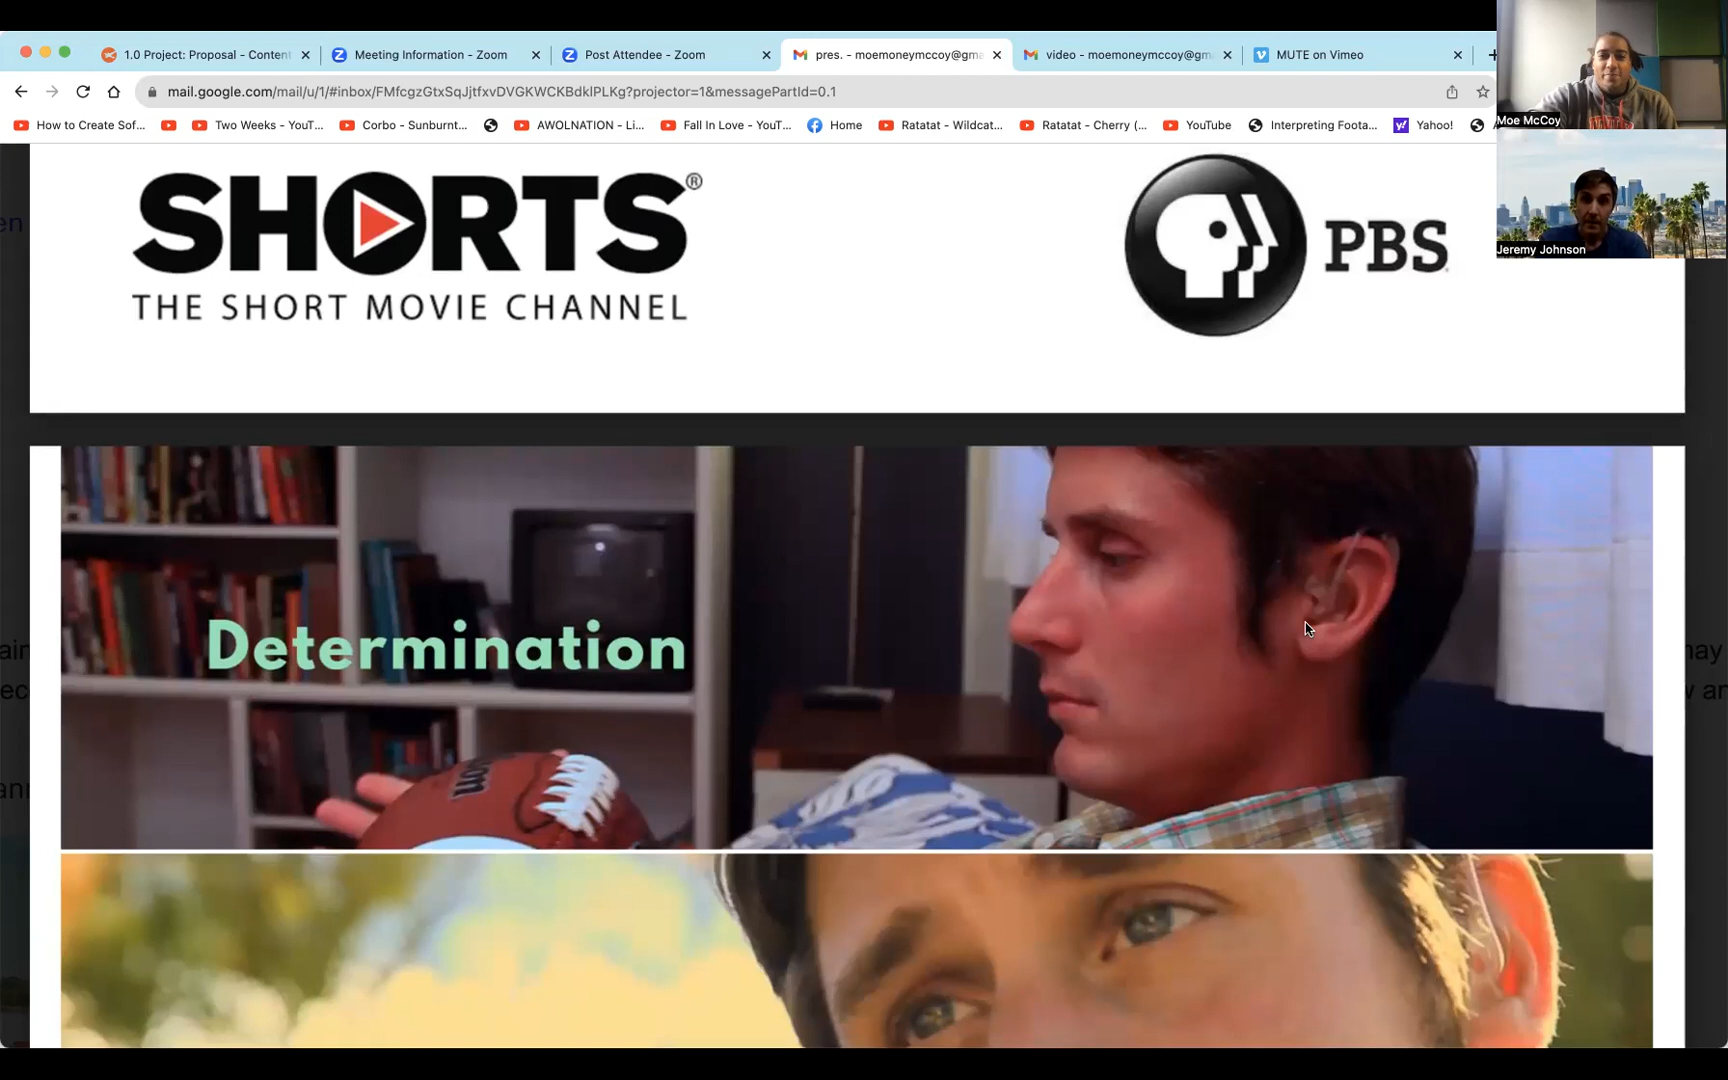 1.0 Project: Proposal - Content
Meeting Information - Zoom
Post Attendee - Zoom
pres. - moemoneymccoy@gma
video - moemoneymccoy@gm
MUTE on Vimeo
mail.google.com/mail/u/1/#inbox/FMfcgzGtxSqJjtfxvDVGKWCKBdklPLKg?projector=1&messagePartId=0.1
How to Create Sof...
Two Weeks - YouT...
Corbo - Sunburnt...
AWOLNATION - Li...
Fall In Love - YouT...
Home
Ratatat - Wildcat...
Ratatat - Cherry (...
YouTube
Interpreting Foota...
Yahoo!
Moe McCoy
Jeremy Johnson
SHORTS®
THE SHORT MOVIE CHANNEL
PBS
Determination